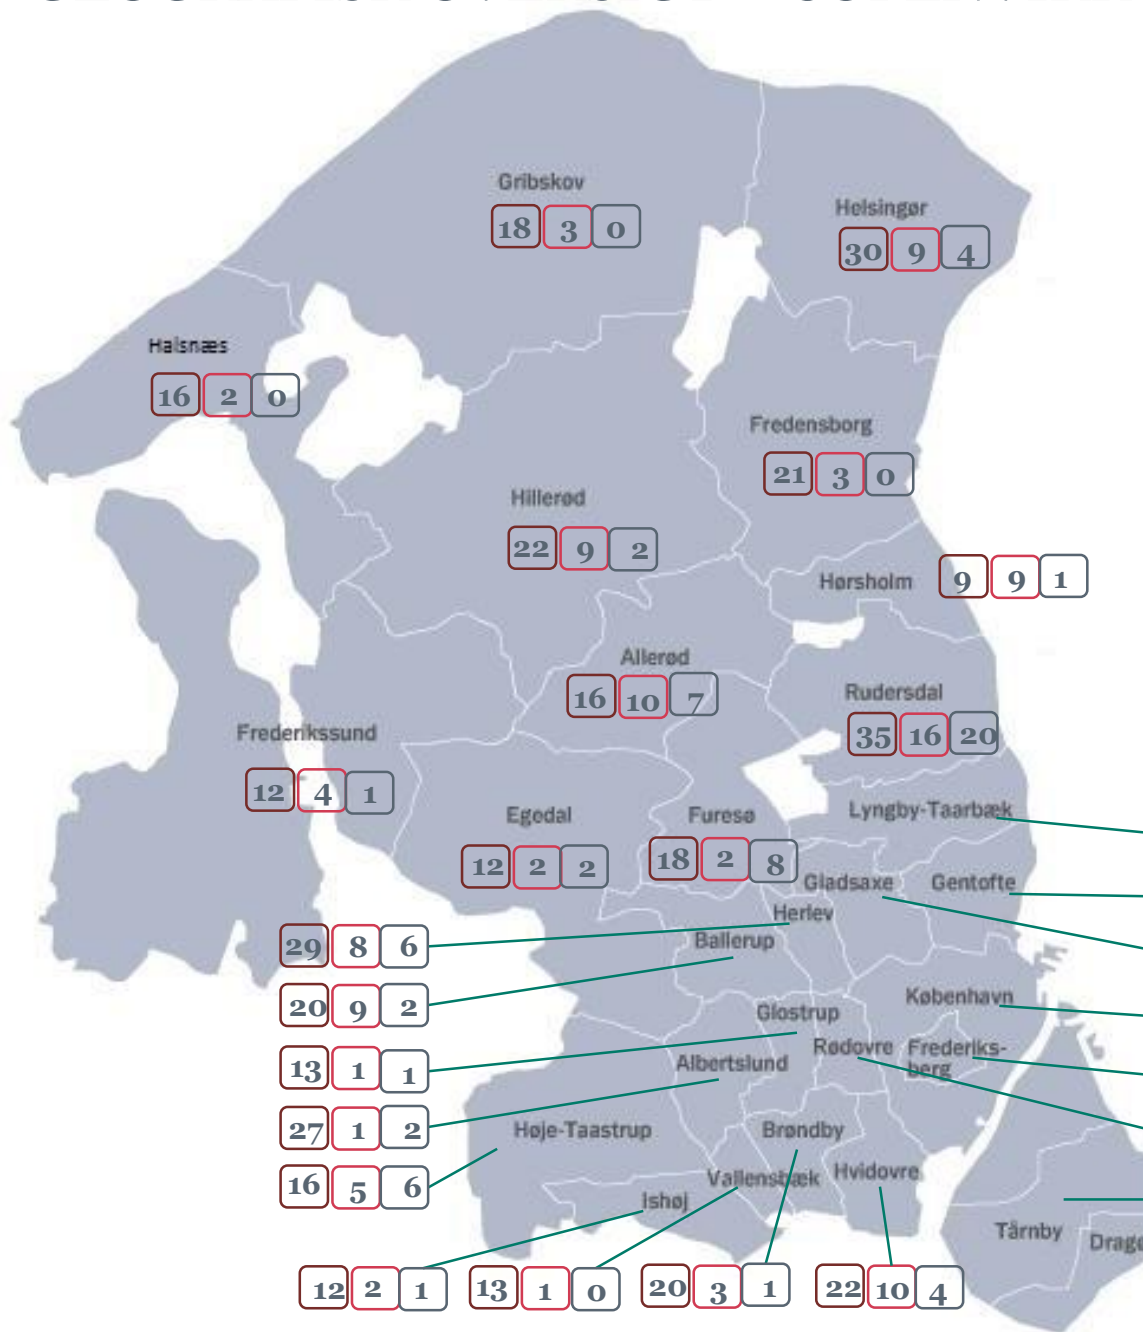 Gribskov
18 3 0
Helsingør
30 9 4
Halsnæs
16 2 0
Fredensborg
21 3 0
Hillerød
22 9 2
Hørsholm 9 9 1
Allerød
16 10 7
Rudersdal
35 16 20
Frederikssund
12 4 1
Egedal
12 2 2
Furesø
18 2 8
Lyngby-Taarbæk
Gladsaxe
Gentofte
Herlev
Ballerup
29 8 6
20 9 2
København
Glostrup
Rødovre
Frederiks-
berg
Albertslund
13 1 1
27 1 2
Høje-Taastrup
Brøndby
16 5 6
Vallensbæk
Hvidovre
Ishøj
Tårnby
12 2 1
13 1 0
20 3 1
22 10 4